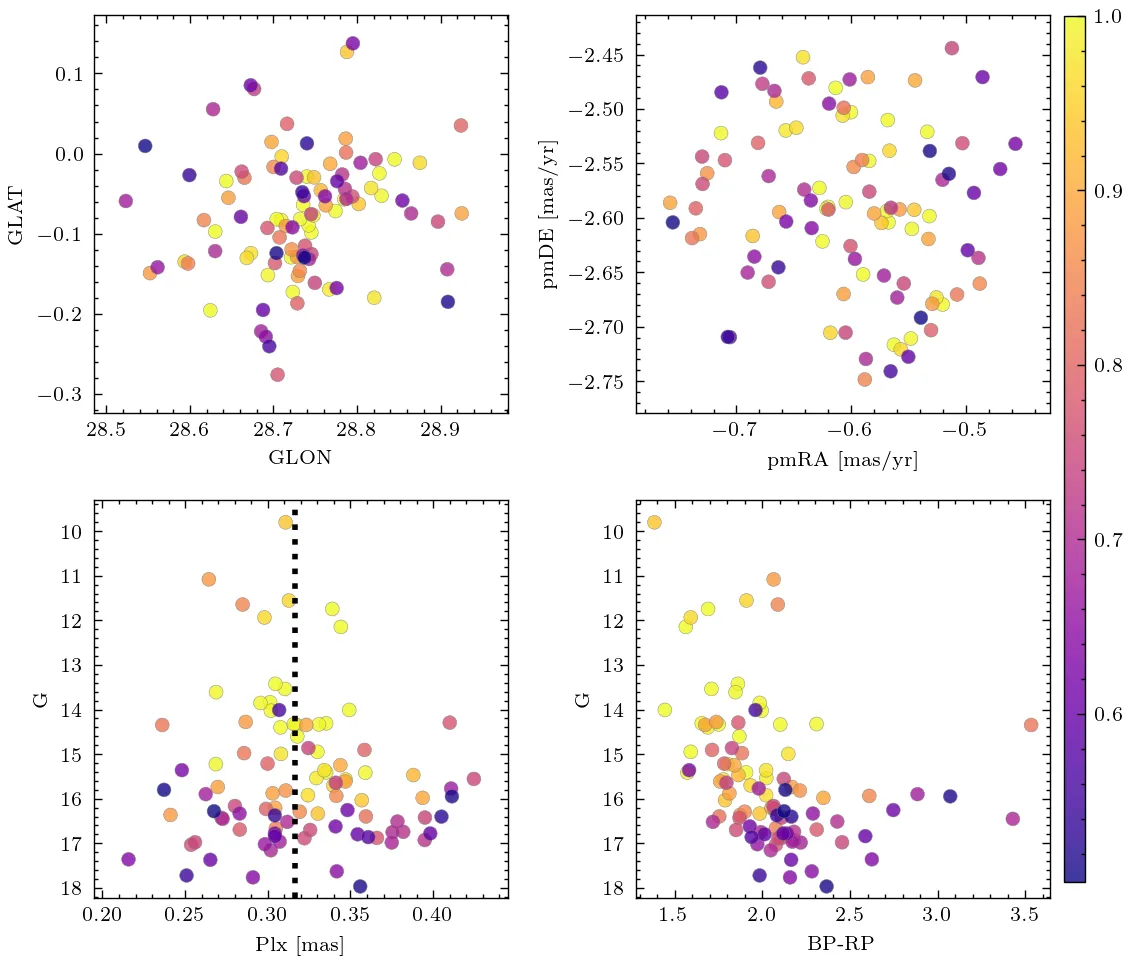 0.1
0.0
−0.1
−0.2
−0.3
GLAT
28.5 28.6 28.7 28.8 28.9
GLON
−2.45
−2.50
−2.55
−2.60
−2.65
−2.70
−2.75
pmDE [mas/yr]
−0.7 −0.6 −0.5
pmRA [mas/yr]
10
11
12
13
14
15
16
17
18
G
0.20 0.25 0.30 0.35 0.40
Plx [mas]
10
11
12
13
14
15
16
17
18
G
1.5 2.0 2.5 3.0 3.5
BP-RP
1.0
0.9
0.8
0.7
0.6